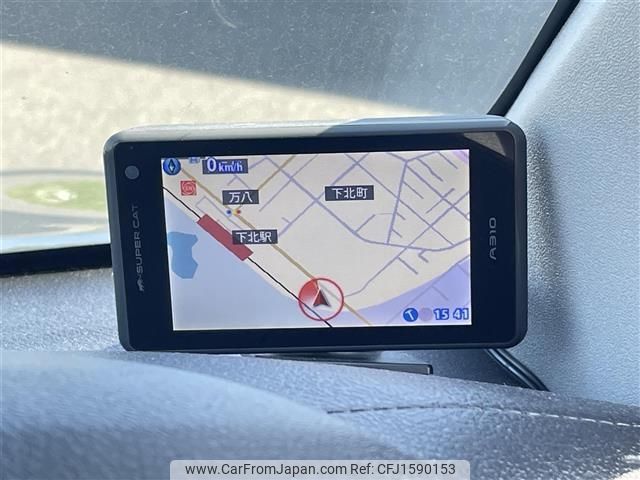 0 km/h
万八
下北町
下北駅
15 41
SUPER CAT
A310
www.CarFromJapan.com REF No:CFJ1590153